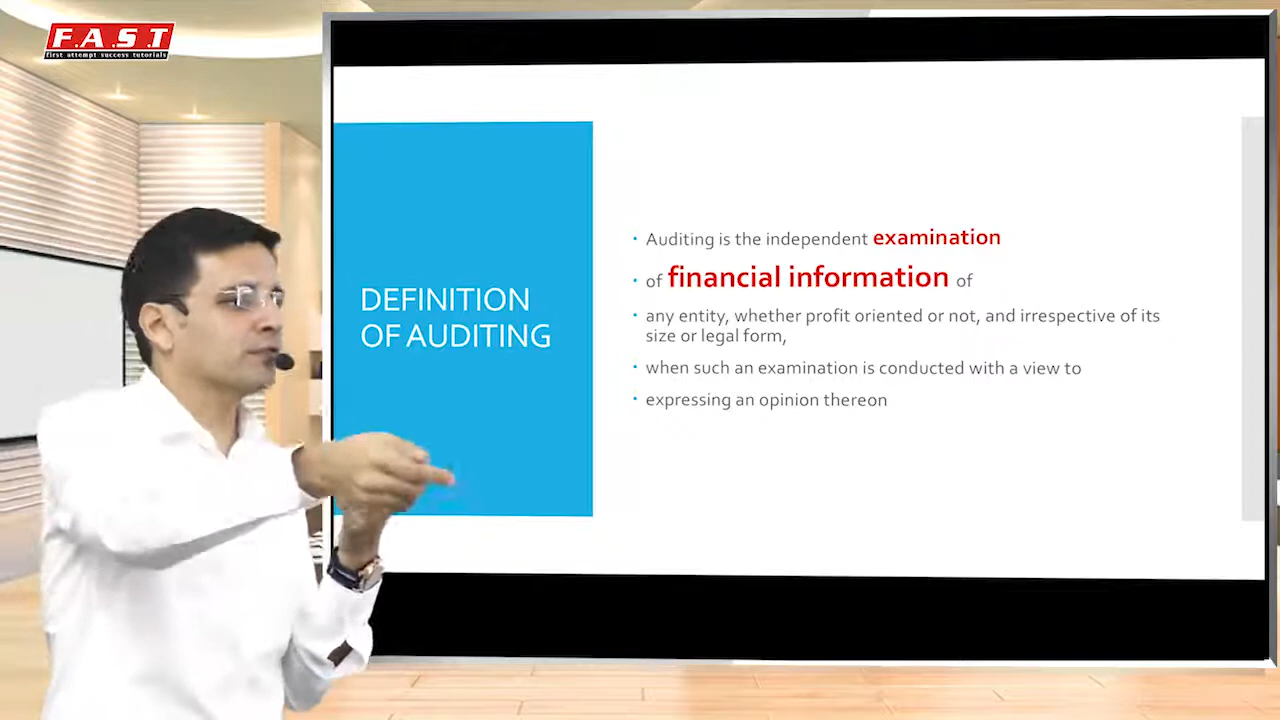 F.A.S.T
first attempt success tutorials
DEFINITION
OF AUDITING
• Auditing is the independent examination
• of financial information of
• any entity, whether profit oriented or not, and irrespective of its
size or legal form,
• when such an examination is conducted with a view to
• expressing an opinion thereon